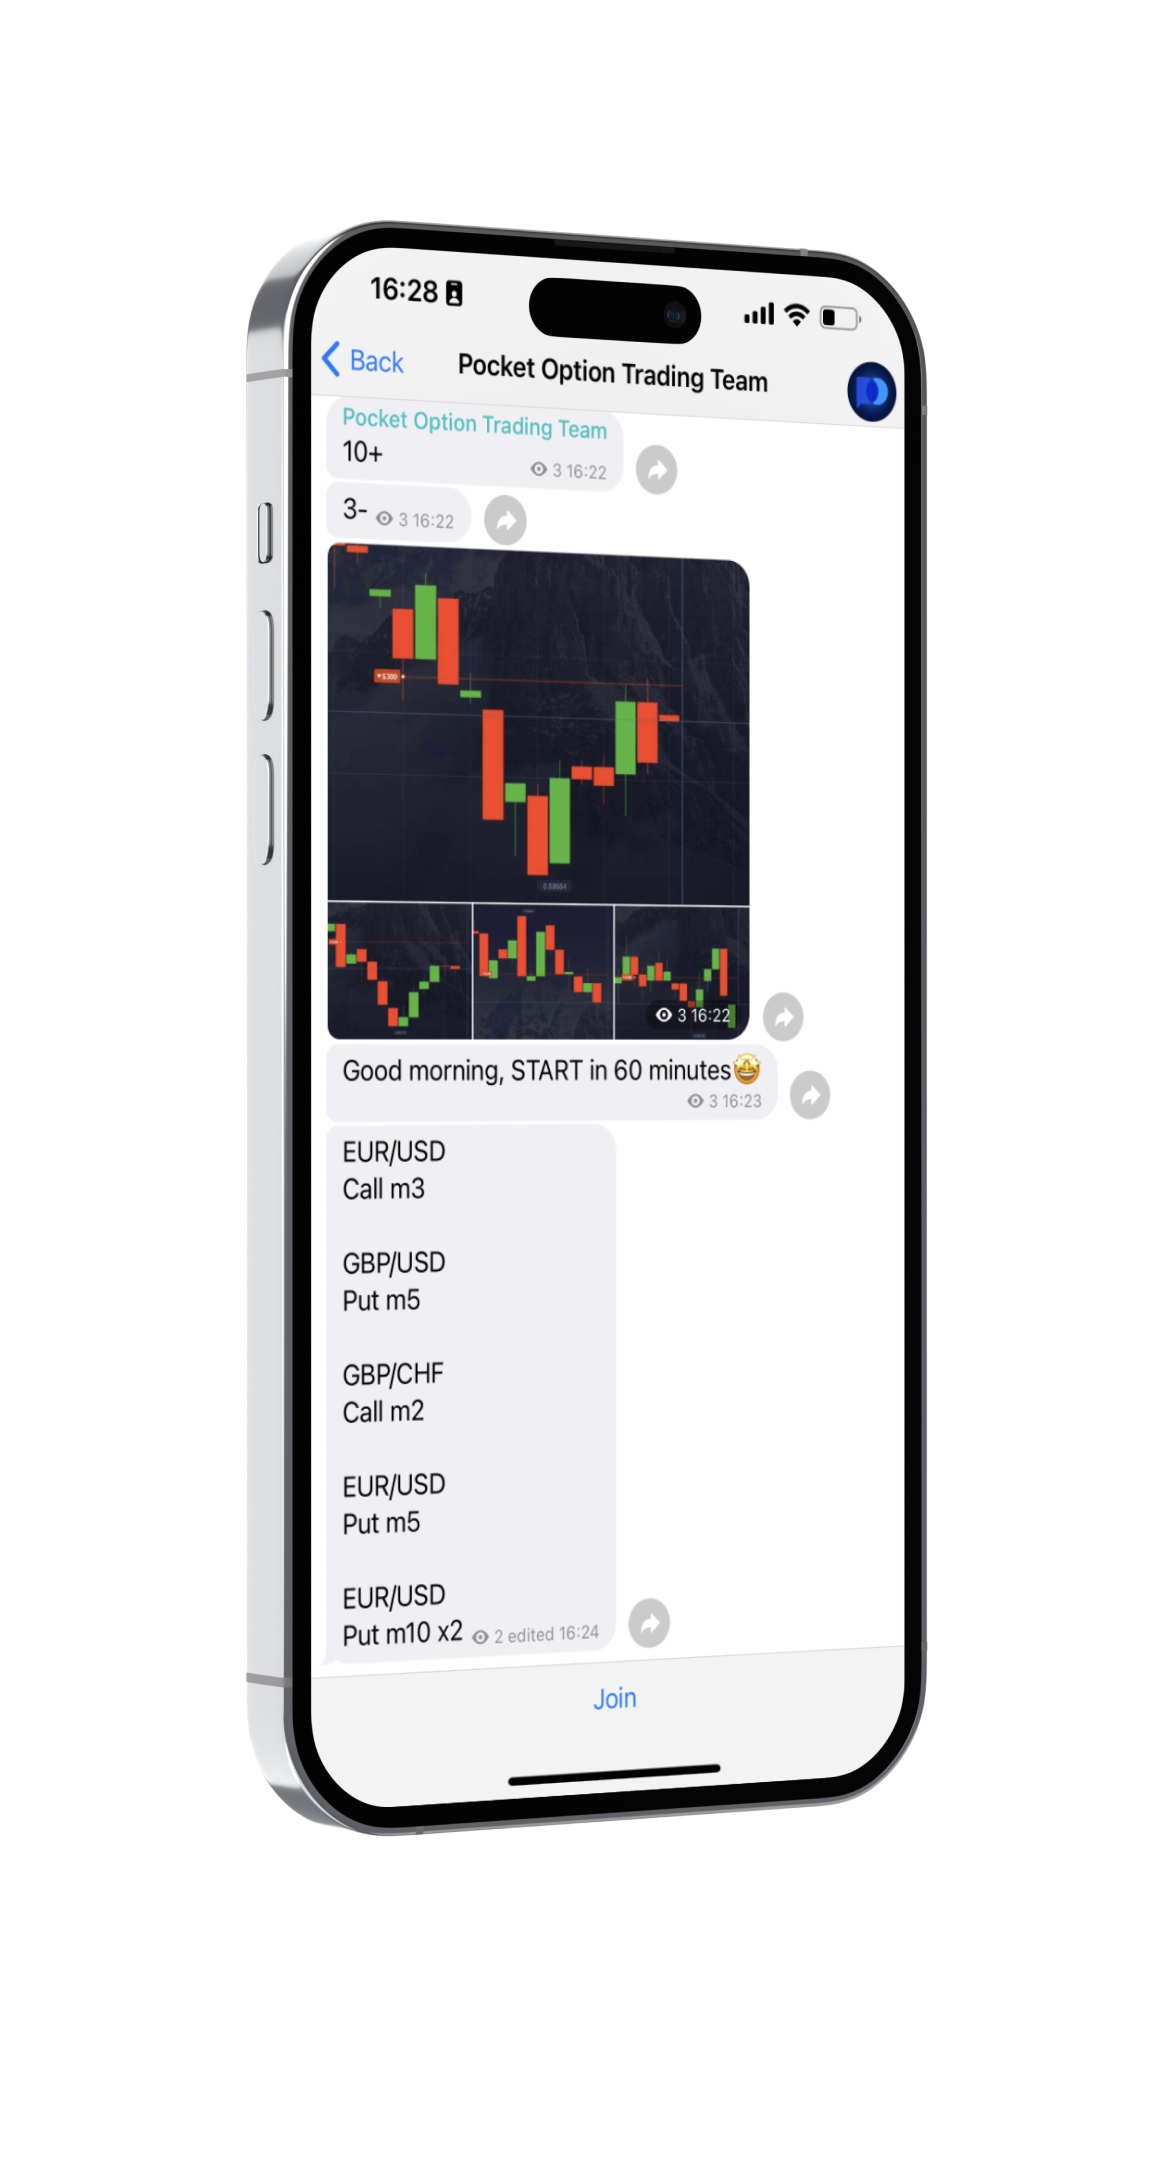 16:28
Back
Pocket Option Trading Team
Pocket Option Trading Team
10+
3 16:22
3-
3 16:22
$300
3 16:22
Good morning, START in 60 minutes🤩
3 16:23
EUR/USD
Call m3
GBP/USD
Put m5
GBP/CHF
Call m2
EUR/USD
Put m5
EUR/USD
Put m10 x2
2 edited 16:24
Join